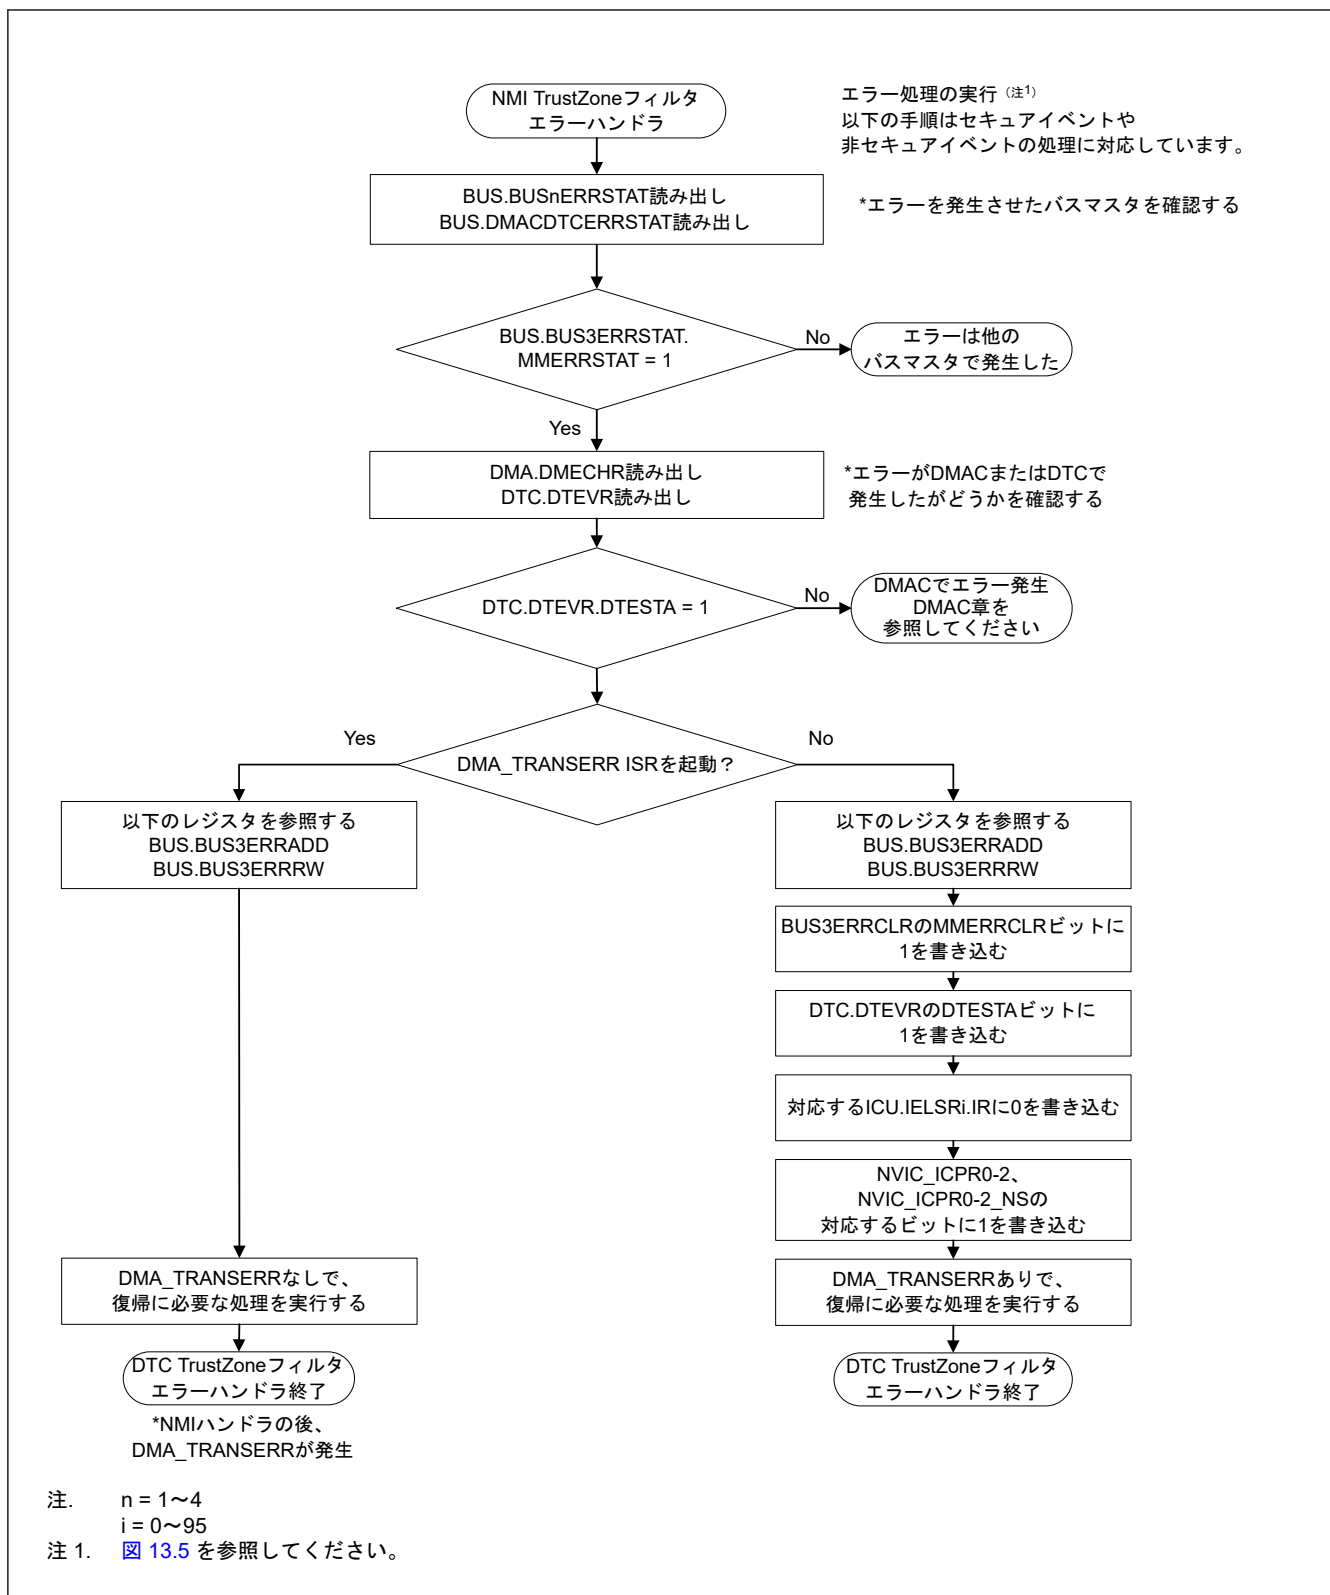 NMI TrustZoneフィルタ
エラーハンドラ
エラー処理の実行（注1）
以下の手順はセキュアイベントや
非セキュアイベントの処理に対応しています。
BUS.BUSnERRSTAT読み出し
BUS.DMACDTCERRSTAT読み出し
*エラーを発生させたバスマスタを確認する
BUS.BUS3ERRSTAT.
MMERRSTAT = 1
No
エラーは他の
バスマスタで発生した
Yes
DMA.DMECHR読み出し
DTC.DTEVR読み出し
*エラーがDMACまたはDTCで
発生したがどうかを確認する
DTC.DTEVR.DTESTA = 1
No
DMACでエラー発生
DMAC章を
参照してください
DMA_TRANSERR ISRを起動？
Yes
No
以下のレジスタを参照する
BUS.BUS3ERRADD
BUS.BUS3ERRRW
以下のレジスタを参照する
BUS.BUS3ERRADD
BUS.BUS3ERRRW
BUS3ERRCLRのMMERRCLRビットに
1を書き込む
DTC.DTEVRのDTESTAビットに
1を書き込む
対応するICU.IELSRi.IRに0を書き込む
NVIC_ICPR0-2、
NVIC_ICPR0-2_NSの
対応するビットに1を書き込む
DMA_TRANSERRなしで、
復帰に必要な処理を実行する
DMA_TRANSERRありで、
復帰に必要な処理を実行する
DTC TrustZoneフィルタ
エラーハンドラ終了
DTC TrustZoneフィルタ
エラーハンドラ終了
*NMIハンドラの後、
DMA_TRANSERRが発生
注. n = 1～4
i = 0～95
注 1. 図 13.5 を参照してください。